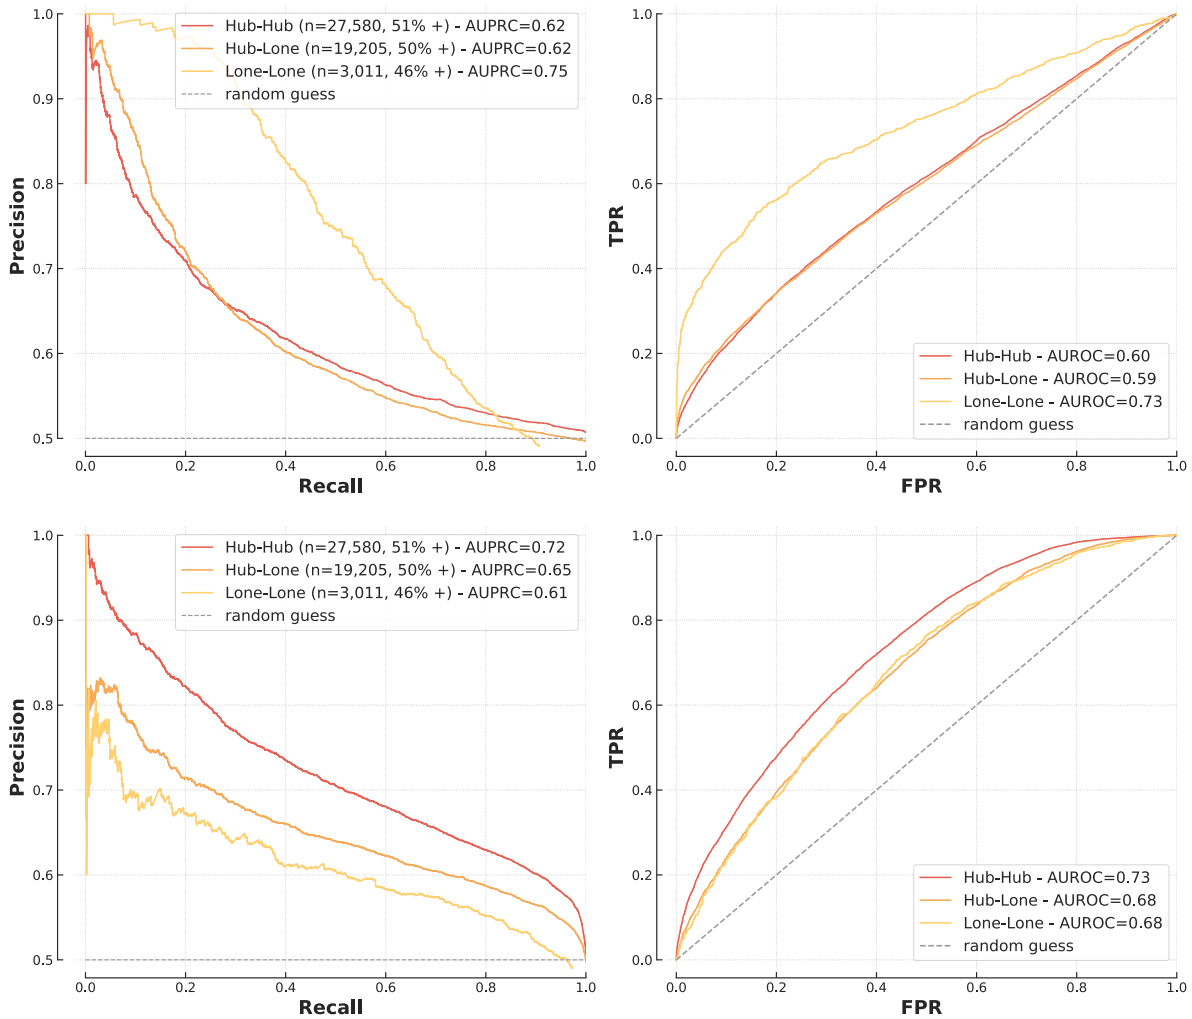 Hub-Hub (n=27,580, 51% +) - AUPRC=0.62
Hub-Lone (n=19,205, 50% +) - AUPRC=0.62
Lone-Lone (n=3,011, 46% +) - AUPRC=0.75
random guess
1.0
0.9
0.8
0.7
0.6
0.5
Precision
0.0 0.2 0.4 0.6 0.8 1.0
Recall
1.0
0.8
0.6
0.4
0.2
0.0
TPR
Hub-Hub - AUROC=0.60
Hub-Lone - AUROC=0.59
Lone-Lone - AUROC=0.73
random guess
0.0 0.2 0.4 0.6 0.8 1.0
FPR
Hub-Hub (n=27,580, 51% +) - AUPRC=0.72
Hub-Lone (n=19,205, 50% +) - AUPRC=0.65
Lone-Lone (n=3,011, 46% +) - AUPRC=0.61
random guess
1.0
0.9
0.8
0.7
0.6
0.5
Precision
0.0 0.2 0.4 0.6 0.8 1.0
Recall
1.0
0.8
0.6
0.4
0.2
0.0
TPR
Hub-Hub - AUROC=0.73
Hub-Lone - AUROC=0.68
Lone-Lone - AUROC=0.68
random guess
0.0 0.2 0.4 0.6 0.8 1.0
FPR